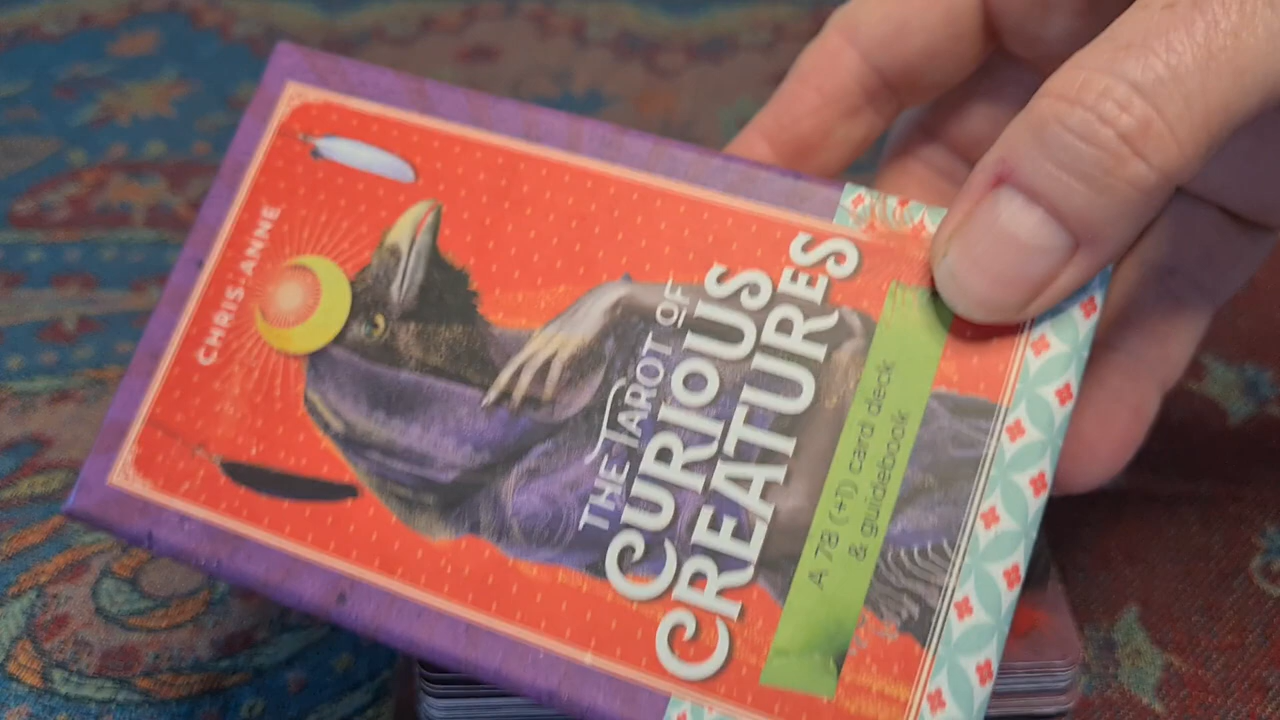 CHRIS-ANNE
THE TAROT OF
CURIOUS
CREATURES
A 78 (+1) card deck
& guidebook